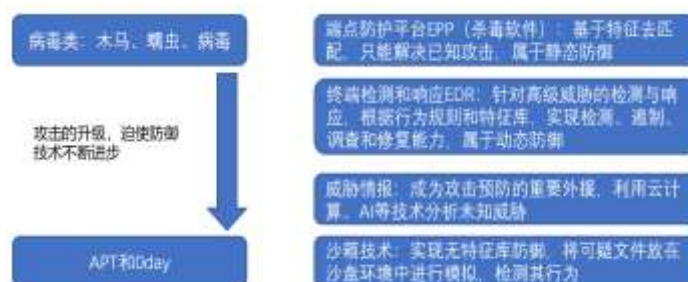 病毒类：木马、蠕虫、病毒
攻击的升级，迫使防御
技术不断进步
APT和0day
端点防护平台EPP（杀毒软件）：基于特征去匹
配，只能解决已知攻击，属于静态防御
终端检测和响应EDR：针对高级威胁的检测与响
应，根据行为规则和特征库，实现检测、遏制、
调查和修复能力，属于动态防御
威胁情报：成为攻击预防的重要外援，利用云计
算、AI等技术分析未知威胁
沙箱技术：实现无特征库防御，将可疑文件放在
沙盘环境中进行模拟，检测其行为